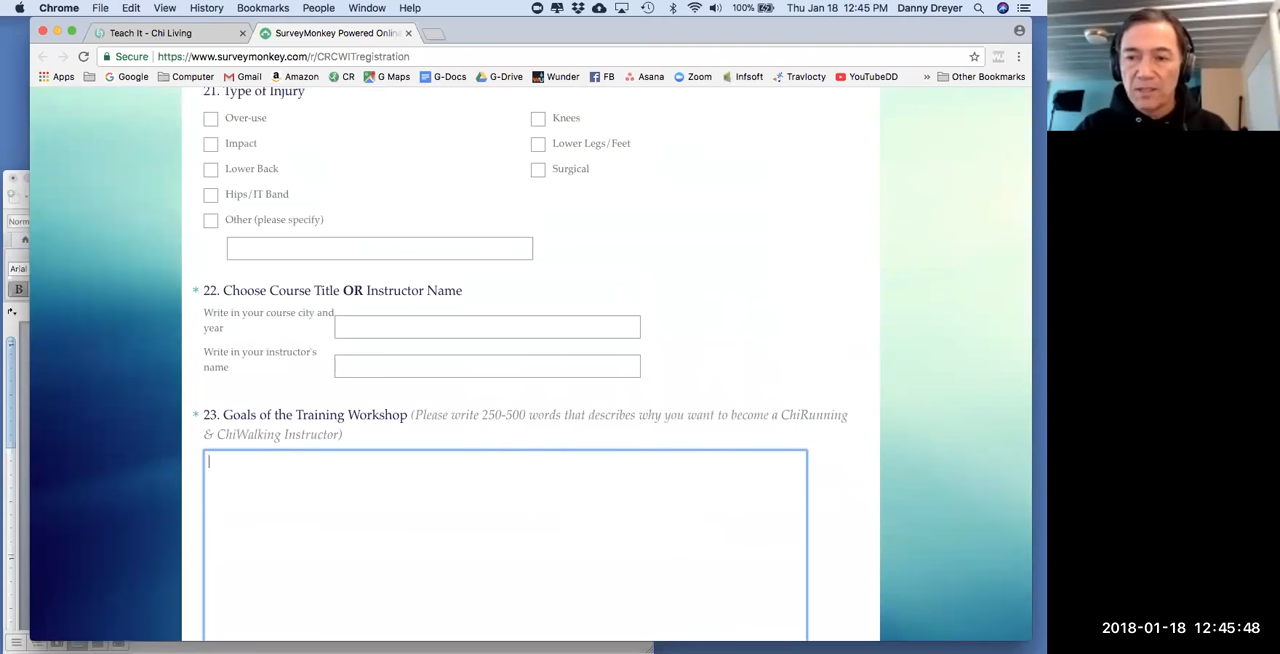 Chrome File Edit View History Bookmarks People Window Help 100% Thu Jan 18 12:45 PM Danny Dreyer
Teach It - Chi Living
SurveyMonkey Powered Onlin
Secure https://www.surveymonkey.com/r/CRCWITregistration
Apps Google Computer Gmail Amazon CR G Maps G-Docs G-Drive Wunder FB Asana Zoom Infsoft Travlocty YouTubeDD » Other Bookmarks
21. Type of Injury
Over-use
Knees
Impact
Lower Legs/Feet
Lower Back
Surgical
Hips/IT Band
Other (please specify)
* 22. Choose Course Title OR Instructor Name
Write in your course city and
year
Write in your instructor's
name
* 23. Goals of the Training Workshop (Please write 250-500 words that describes why you want to become a ChiRunning
& ChiWalking Instructor)
Norm
Arial
B
2018-01-18 12:45:48